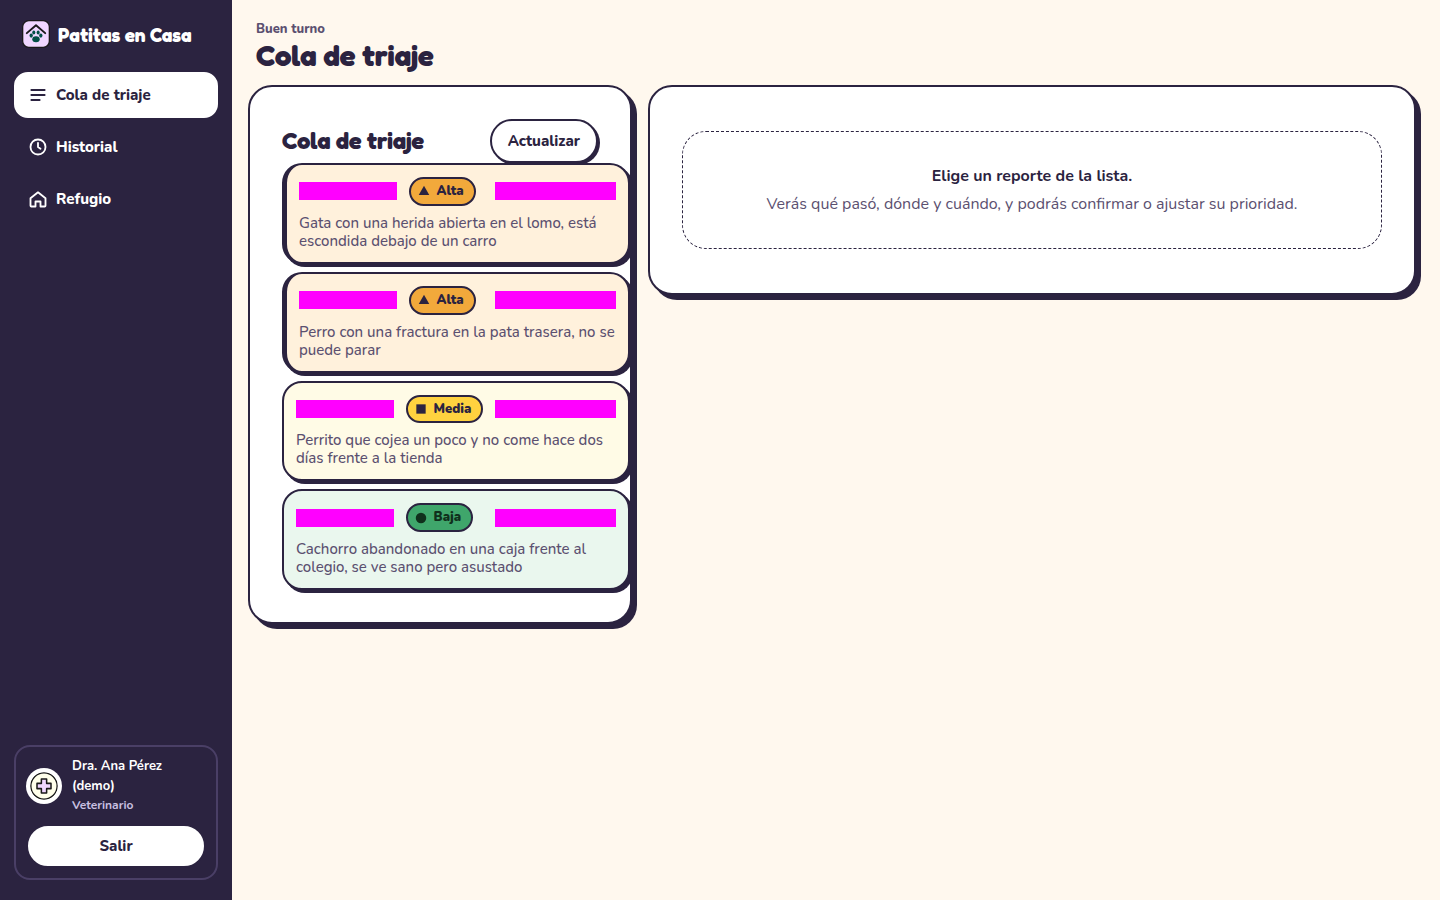 Patitas en Casa
Cola de triaje
Historial
Refugio
Dra. Ana Pérez
(demo)
Veterinario
Salir
Buen turno
Cola de triaje
Cola de triaje
Actualizar
Alta
Gata con una herida abierta en el lomo, está
escondida debajo de un carro
Alta
Perro con una fractura en la pata trasera, no se
puede parar
Media
Perrito que cojea un poco y no come hace dos
días frente a la tienda
Baja
Cachorro abandonado en una caja frente al
colegio, se ve sano pero asustado
Elige un reporte de la lista.
Verás qué pasó, dónde y cuándo, y podrás confirmar o ajustar su prioridad.